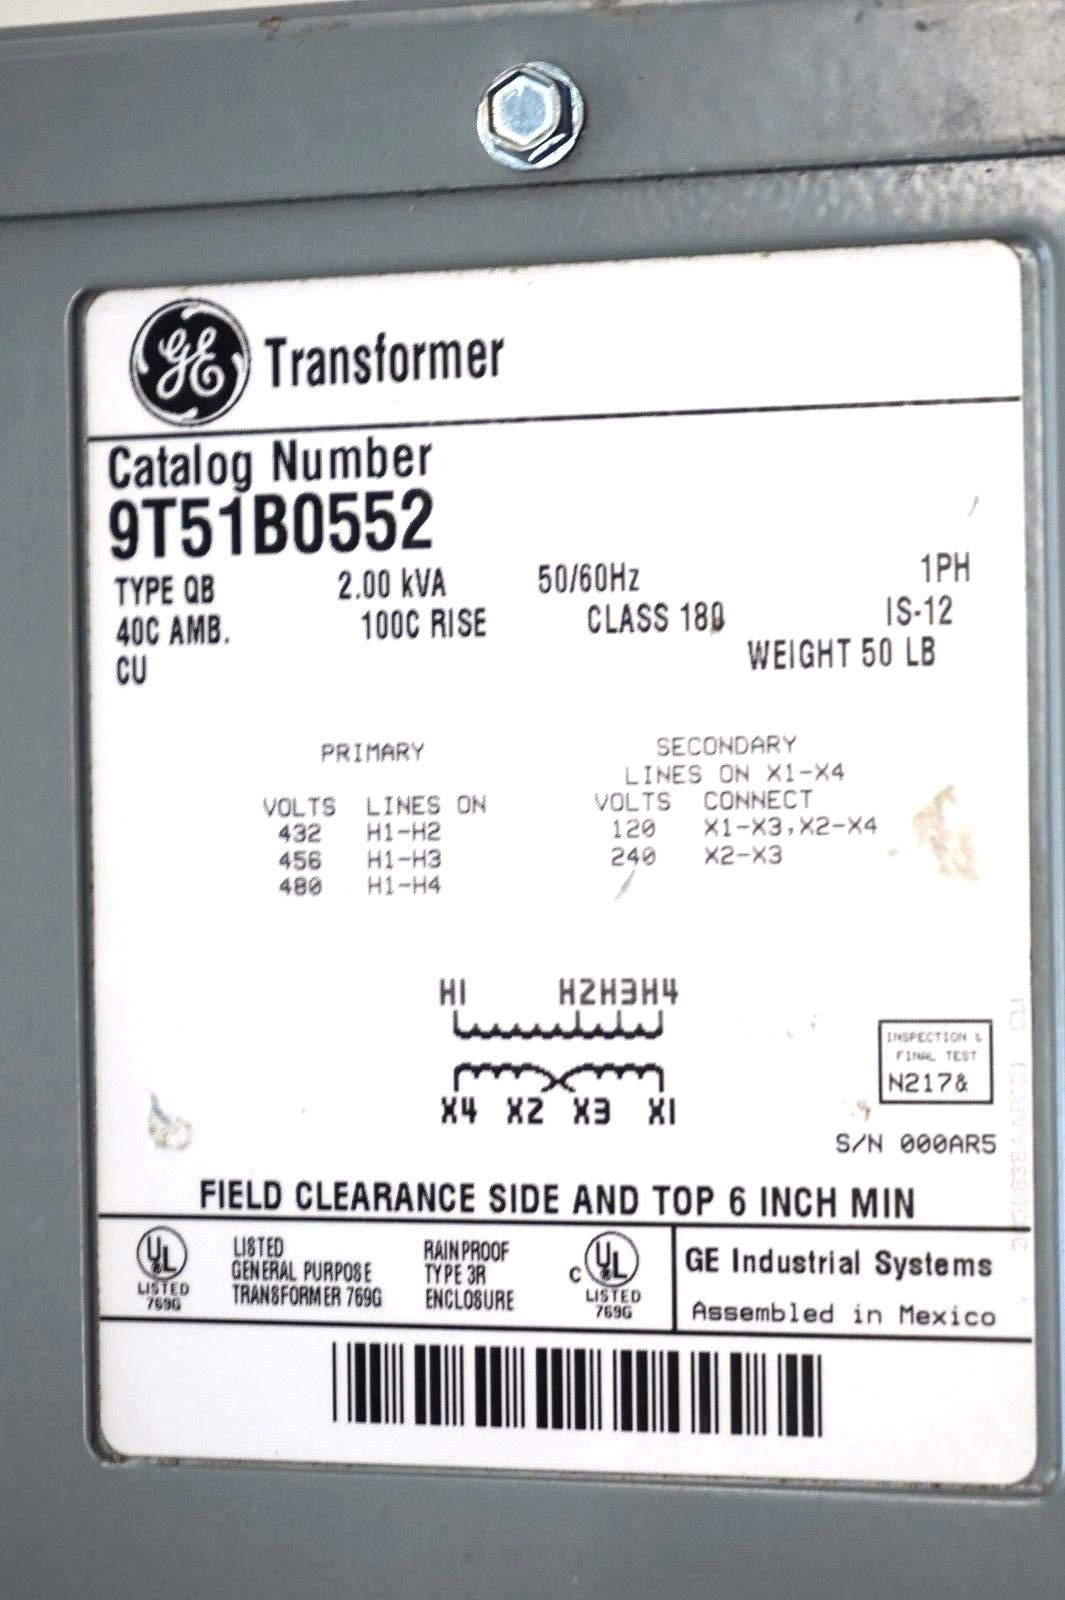 GE Transformer
Catalog Number
9T51B0552
TYPE QB 2.00 kVA 50/60Hz 1PH
40C AMB. 100C RISE CLASS 180 IS-12
CU WEIGHT 50 LB
PRIMARY SECONDARY
LINES ON X1-X4
VOLTS LINES ON VOLTS CONNECT
432 H1-H2 120 X1-X3,X2-X4
456 H1-H3 240 X2-X3
480 H1-H4
H1 H2H3H4
X4 X2 X3 X1
INSPECTION &
FINAL TEST
N217&
S/N 000AR5
FIELD CLEARANCE SIDE AND TOP 6 INCH MIN
UL LISTED 769G
LISTED
GENERAL PURPOSE
TRANSFORMER 769G
RAINPROOF
TYPE 3R
ENCLOSURE
C UL LISTED 769G
GE Industrial Systems
Assembled in Mexico